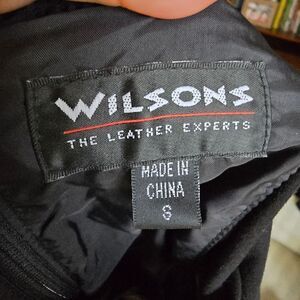 WILSONS
THE LEATHER EXPERTS
MADE IN
CHINA
S